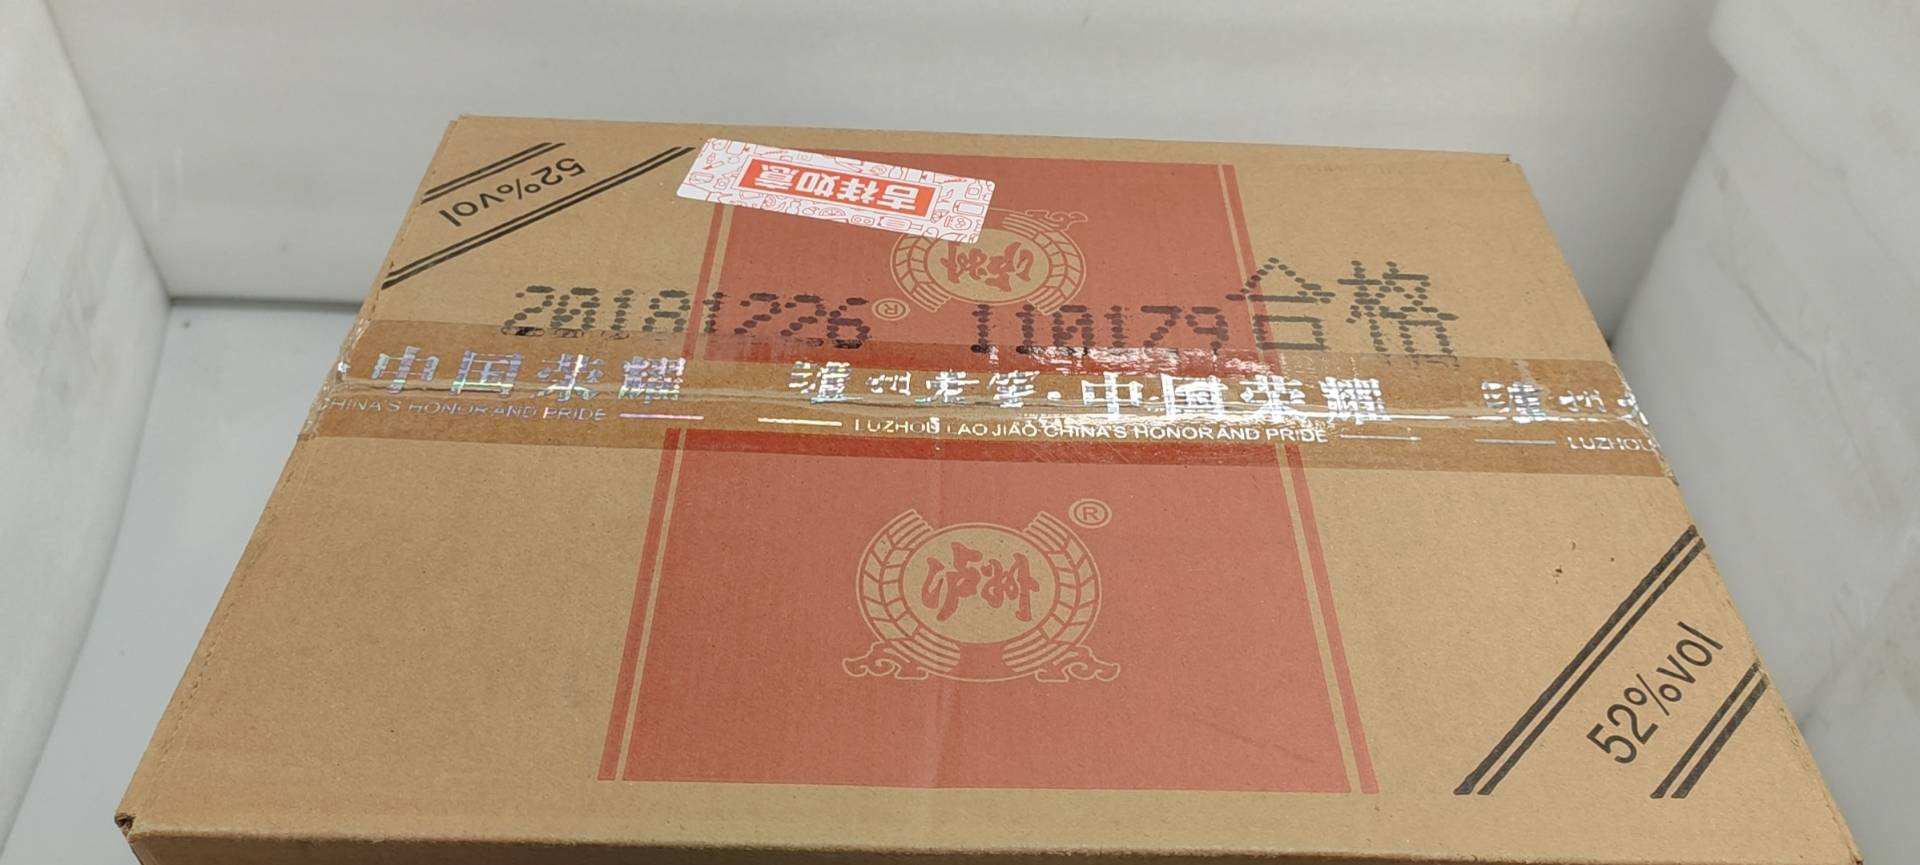 52%vol
吉祥如意
®
20181226 110179合格
中国荣耀 泸州老窖·中国荣耀 泸州
CHINA'S HONOR AND PRIDE LUZHOU LAO JIAO CHINA'S HONOR AND PRIDE LUZHOU
®
52%vol